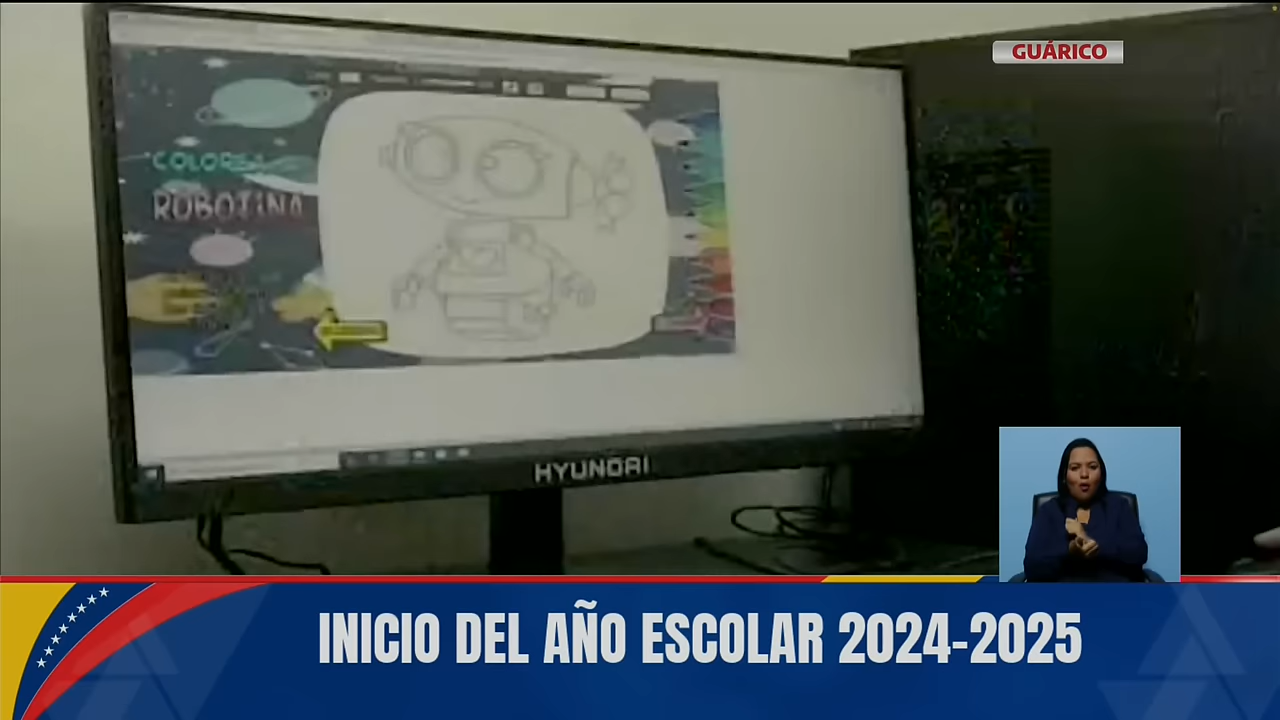 GUÁRICO
COLOREA
ROBOTINA
HYUNDAI
INICIO DEL AÑO ESCOLAR 2024-2025